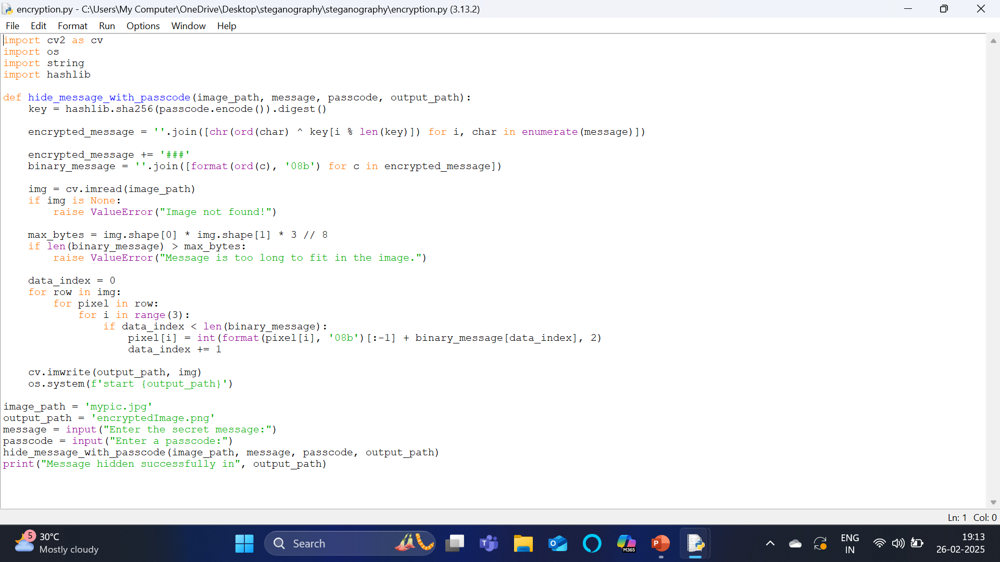 encryption.py - C:\Users\My Computer\OneDrive\Desktop\steganography\steganography\encryption.py (3.13.2)
File Edit Format Run Options Window Help
import cv2 as cv
import os
import string
import hashlib

def hide_message_with_passcode(image_path, message, passcode, output_path):
    key = hashlib.sha256(passcode.encode()).digest()

    encrypted_message = ''.join([chr(ord(char) ^ key[i % len(key)]) for i, char in enumerate(message)])

    encrypted_message += '###'
    binary_message = ''.join([format(ord(c), '08b') for c in encrypted_message])

    img = cv.imread(image_path)
    if img is None:
        raise ValueError("Image not found!")

    max_bytes = img.shape[0] * img.shape[1] * 3 // 8
    if len(binary_message) > max_bytes:
        raise ValueError("Message is too long to fit in the image.")

    data_index = 0
    for row in img:
        for pixel in row:
            for i in range(3):
                if data_index < len(binary_message):
                    pixel[i] = int(format(pixel[i], '08b')[:-1] + binary_message[data_index], 2)
                    data_index += 1

    cv.imwrite(output_path, img)
    os.system(f'start {output_path}')

image_path = 'mypic.jpg'
output_path = 'encryptedImage.png'
message = input("Enter the secret message:")
passcode = input("Enter a passcode:")
hide_message_with_passcode(image_path, message, passcode, output_path)
print("Message hidden successfully in", output_path)
Ln: 1 Col: 0
5
30°C
Mostly cloudy
Search
T
O
M365
P
ENG
IN
19:13
26-02-2025